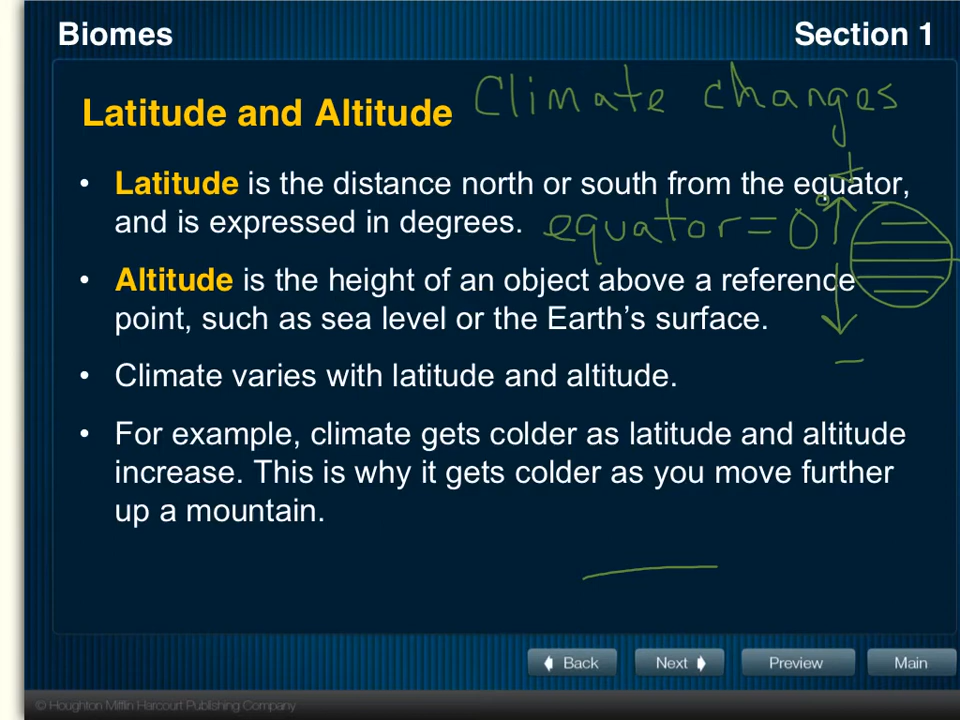 Biomes
Section 1
Latitude and Altitude
Climate changes
• Latitude is the distance north or south from the equator,
and is expressed in degrees.
equator = 0°
+
• Altitude is the height of an object above a reference
point, such as sea level or the Earth's surface.
–
• Climate varies with latitude and altitude.
• For example, climate gets colder as latitude and altitude
increase. This is why it gets colder as you move further
up a mountain.
Back
Next
Preview
Main
© Houghton Mifflin Harcourt Publishing Company